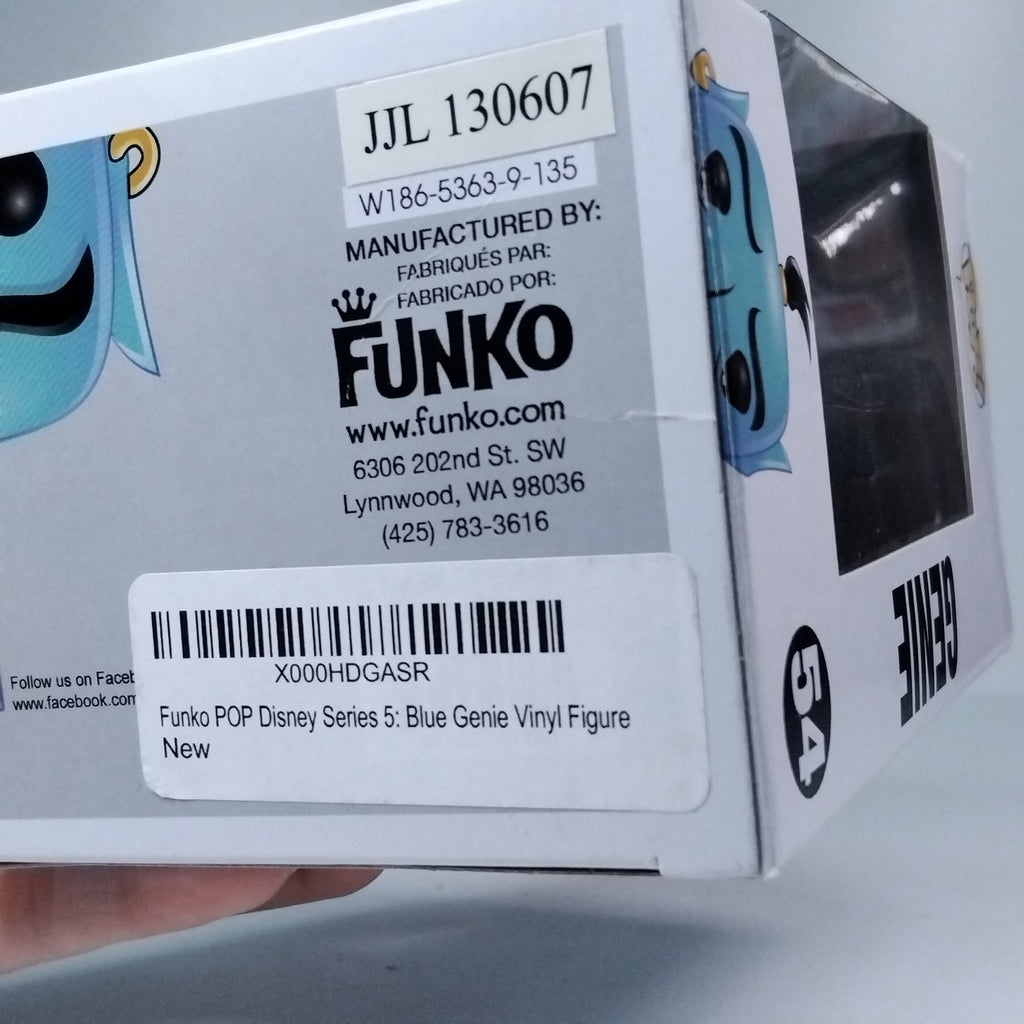 JJL 130607
W186-5363-9-135
MANUFACTURED BY:
FABRIQUÉS PAR:
FABRICADO POR:
FUNKO
www.funko.com
6306 202nd St. SW
Lynnwood, WA 98036
(425) 783-3616
X000HDGASR
Funko POP Disney Series 5: Blue Genie Vinyl Figure
New
Follow us on
www.facebook.com
GENIE
54